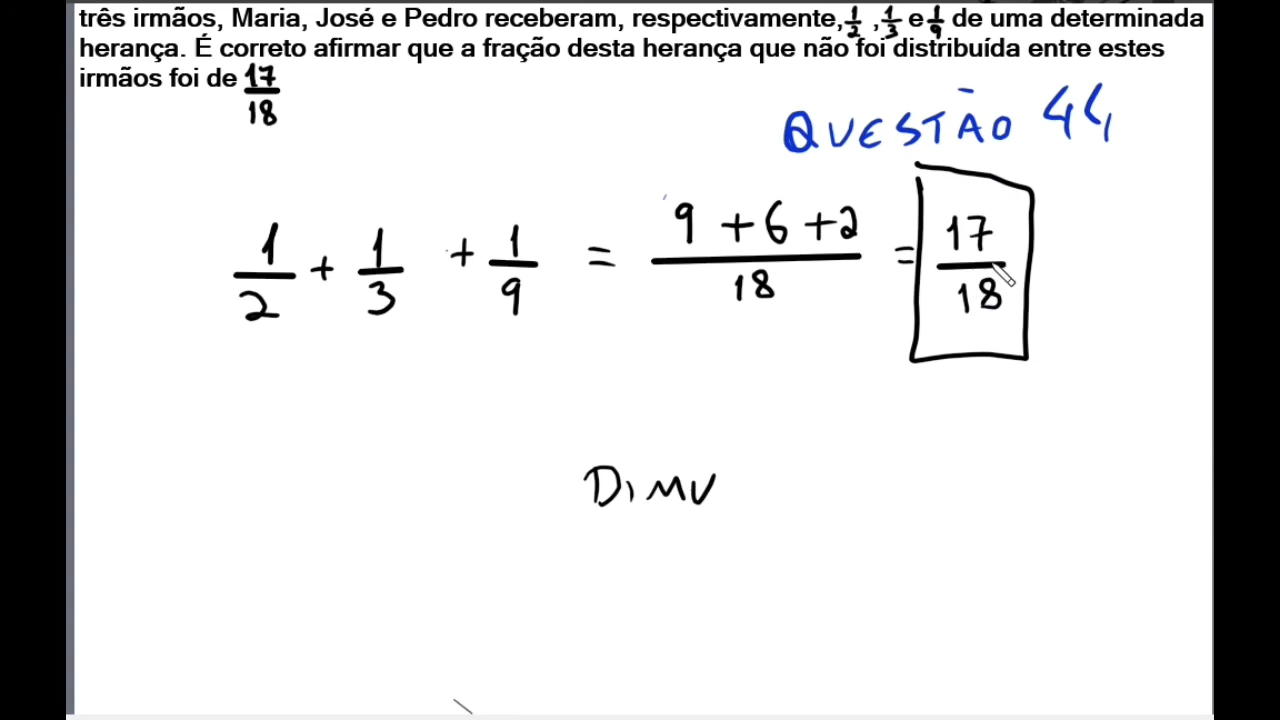 três irmãos, Maria, José e Pedro receberam, respectivamente, 1/2 , 1/3 e 1/9 de uma determinada
herança. É correto afirmar que a fração desta herança que não foi distribuída entre estes
irmãos foi de 17/18
QUESTÃO 44
1/2 + 1/3 + 1/9 = 9 + 6 + 2/18 = 17/18
DIMU